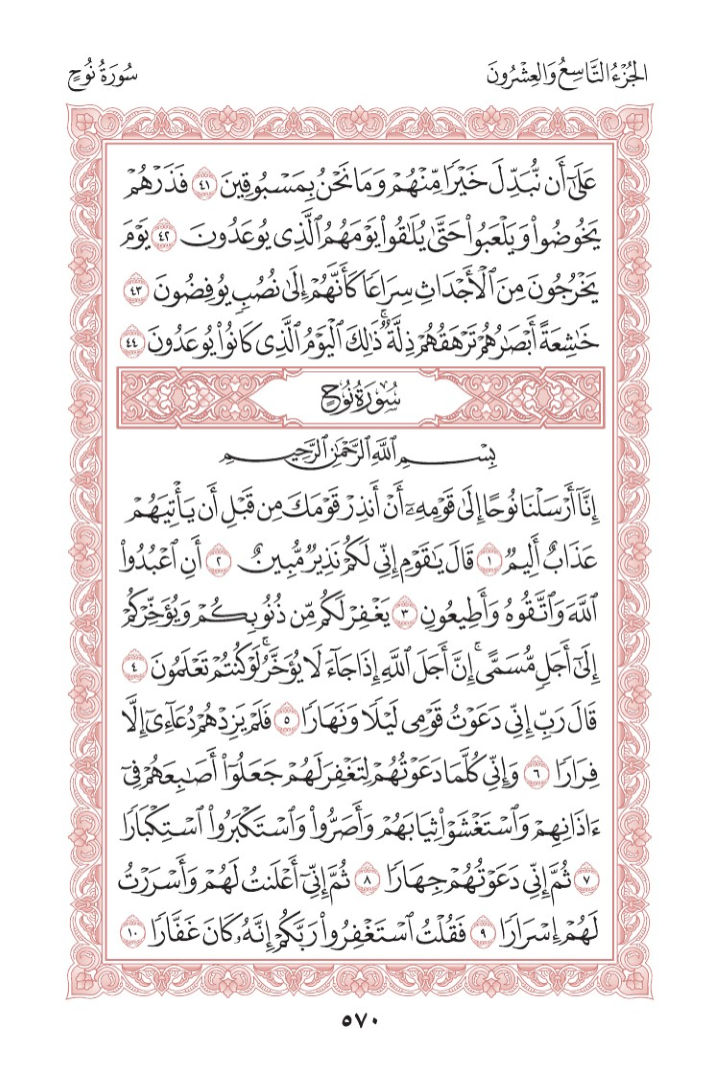 الجُزْءُ التَّاسِعُ وَالعِشْرُونَ
سُورَةُ نُوحٍ
عَلَىٰٓ أَن نُّبَدِّلَ خَيْرًا مِّنْهُمْ وَمَا نَحْنُ بِمَسْبُوقِينَ ٤١ فَذَرْهُمْ
يَخُوضُوا۟ وَيَلْعَبُوا۟ حَتَّىٰ يُلَٰقُوا۟ يَوْمَهُمُ ٱلَّذِى يُوعَدُونَ ٤٢ يَوْمَ
يَخْرُجُونَ مِنَ ٱلْأَجْدَاثِ سِرَاعًا كَأَنَّهُمْ إِلَىٰ نُصُبٍ يُوفِضُونَ ٤٣
خَٰشِعَةً أَبْصَٰرُهُمْ تَرْهَقُهُمْ ذِلَّةٌ ۚ ذَٰلِكَ ٱلْيَوْمُ ٱلَّذِى كَانُوا۟ يُوعَدُونَ ٤٤
سُورَةُ نُوحٍ
بِسْمِ ٱللَّهِ ٱلرَّحْمَٰنِ ٱلرَّحِيمِ
إِنَّآ أَرْسَلْنَا نُوحًا إِلَىٰ قَوْمِهِۦٓ أَنْ أَنذِرْ قَوْمَكَ مِن قَبْلِ أَن يَأْتِيَهُمْ
عَذَابٌ أَلِيمٌ ١ قَالَ يَٰقَوْمِ إِنِّى لَكُمْ نَذِيرٌ مُّبِينٌ ٢ أَنِ ٱعْبُدُوا۟
ٱللَّهَ وَٱتَّقُوهُ وَأَطِيعُونِ ٣ يَغْفِرْ لَكُم مِّن ذُنُوبِكُمْ وَيُؤَخِّرْكُمْ
إِلَىٰٓ أَجَلٍ مُّسَمًّى ۚ إِنَّ أَجَلَ ٱللَّهِ إِذَا جَآءَ لَا يُؤَخَّرُ ۖ لَوْ كُنتُمْ تَعْلَمُونَ ٤
قَالَ رَبِّ إِنِّى دَعَوْتُ قَوْمِى لَيْلًا وَنَهَارًا ٥ فَلَمْ يَزِدْهُمْ دُعَآءِىٓ إِلَّا
فِرَارًا ٦ وَإِنِّى كُلَّمَا دَعَوْتُهُمْ لِتَغْفِرَ لَهُمْ جَعَلُوٓا۟ أَصَٰبِعَهُمْ فِىٓ
ءَاذَانِهِمْ وَٱسْتَغْشَوْا۟ ثِيَابَهُمْ وَأَصَرُّوا۟ وَٱسْتَكْبَرُوا۟ ٱسْتِكْبَارًا
٧ ثُمَّ إِنِّى دَعَوْتُهُمْ جِهَارًا ٨ ثُمَّ إِنِّىٓ أَعْلَنتُ لَهُمْ وَأَسْرَرْتُ
لَهُمْ إِسْرَارًا ٩ فَقُلْتُ ٱسْتَغْفِرُوا۟ رَبَّكُمْ إِنَّهُۥ كَانَ غَفَّارًا ١٠
٥٧٠